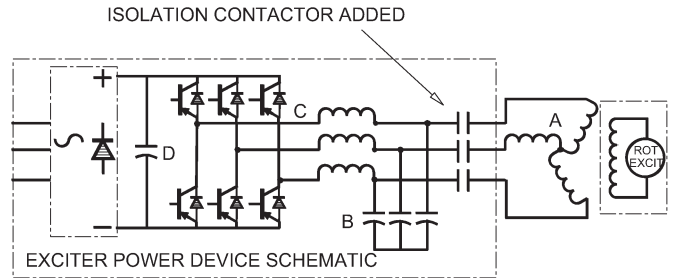 ISOLATION CONTACTOR ADDED
C
A
D
ROT
EXCIT
B
EXCITER POWER DEVICE SCHEMATIC